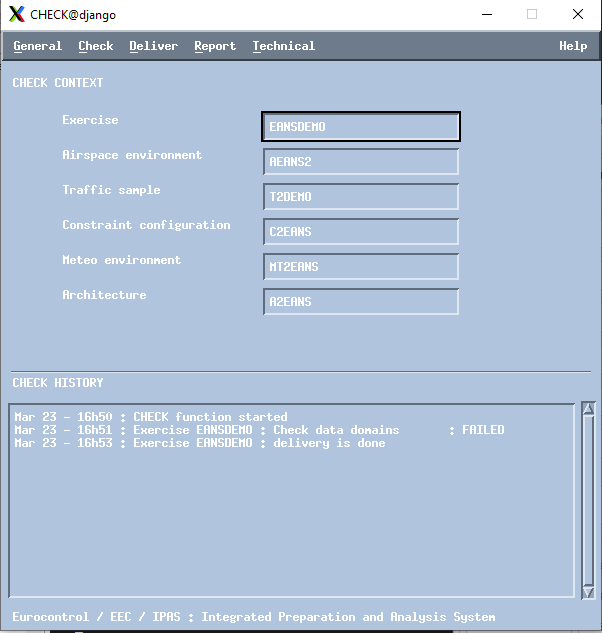 CHECK@django
General Check Deliver Report Technical Help
CHECK CONTEXT
Exercise EANSDEMO
Airspace environment AEANS2
Traffic sample T2DEMO
Constraint configuration C2EANS
Meteo environment MT2EANS
Architecture A2EANS
CHECK HISTORY
Mar 23 - 16h50 : CHECK function started
Mar 23 - 16h51 : Exercise EANSDEMO : Check data domains : FAILED
Mar 23 - 16h53 : Exercise EANSDEMO : delivery is done
Eurocontrol / EEC / IPAS : Integrated Preparation and Analysis System